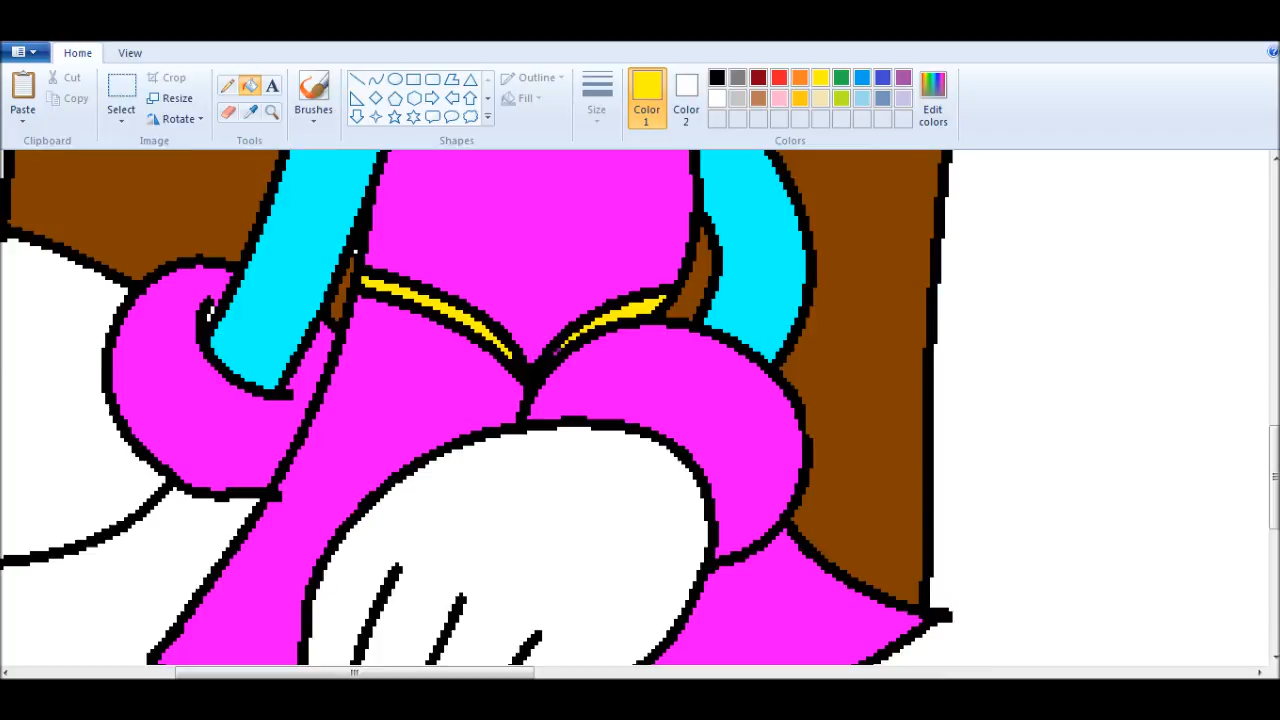 Home View
Paste
Cut
Copy
Clipboard
Select
Crop
Resize
Rotate
Image
A
Tools
Brushes
Shapes
Outline
Fill
Size
Color 1
Color 2
Edit colors
Colors